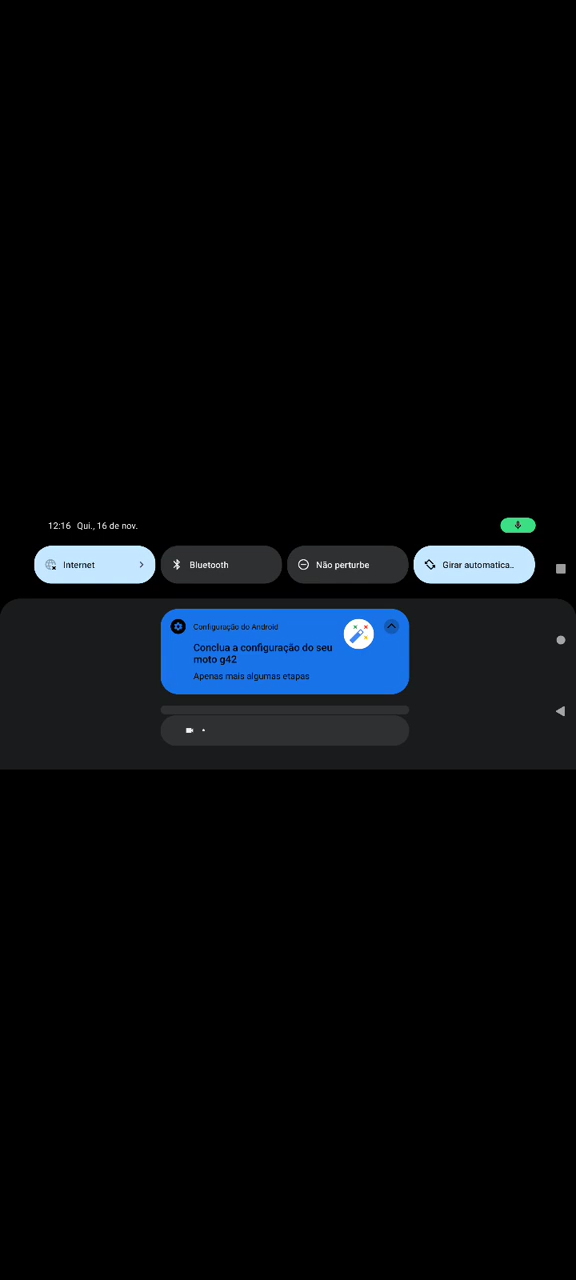 12:16 Qui., 16 de nov.
Internet
Bluetooth
Não perturbe
Girar automatica..
Configuração do Android
Conclua a configuração do seu
moto g42
Apenas mais algumas etapas